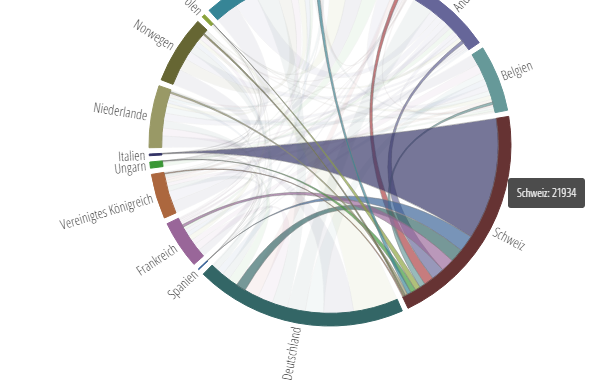 Norwegen
Belgien
Niederlande
Italien
Ungarn
Schweiz: 21934
Vereinigtes Königreich
Schweiz
Frankreich
Spanien
Deutschland